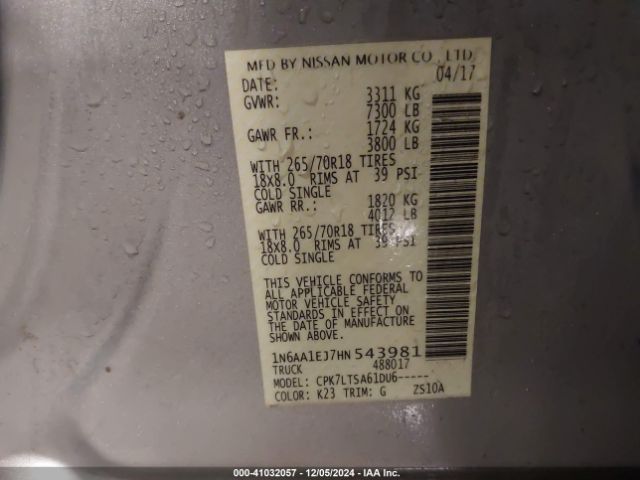 MFD BY NISSAN MOTOR CO., LTD.
DATE: 04/17
GVWR: 3311 KG
7300 LB
GAWR FR.: 1724 KG
3800 LB
WITH 265/70R18 TIRES
18x8.0 RIMS AT 39 PSI
COLD SINGLE
GAWR RR.: 1820 KG
4012 LB
WITH 265/70R18 TIRES
18x8.0 RIMS AT 39 PSI
COLD SINGLE
THIS VEHICLE CONFORMS TO
ALL APPLICABLE FEDERAL
MOTOR VEHICLE SAFETY
STANDARDS IN EFFECT ON
THE DATE OF MANUFACTURE
SHOWN ABOVE.
1N6AA1EJ7HN543981
TRUCK 488017
MODEL: CPK7LTSA61DU6-----
COLOR: K23 TRIM: G ZS10A
000-41032057 • 12/05/2024 - IAA Inc.